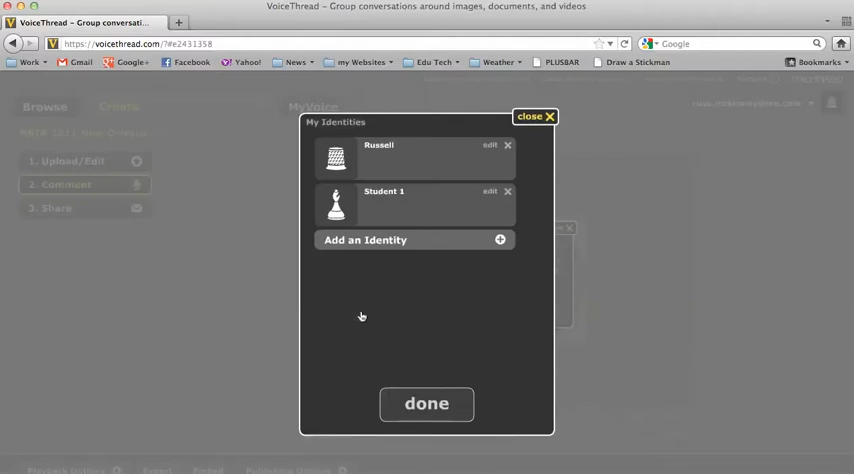 VoiceThread – Group conversations around images, documents, and videos
VoiceThread – Group conversati... +
https://voicethread.com/?#e2431358 Google
Work Gmail Google+ Facebook Yahoo! News my Websites Edu Tech Weather PLUSBAR Draw a Stickman Bookmarks
Browse Create MyVoice
1. Upload/Edit
2. Comment
3. Share
close X
My Identities
Russell edit
Student 1 edit
Add an Identity
done
Playback Options Export Embed Publishing Options